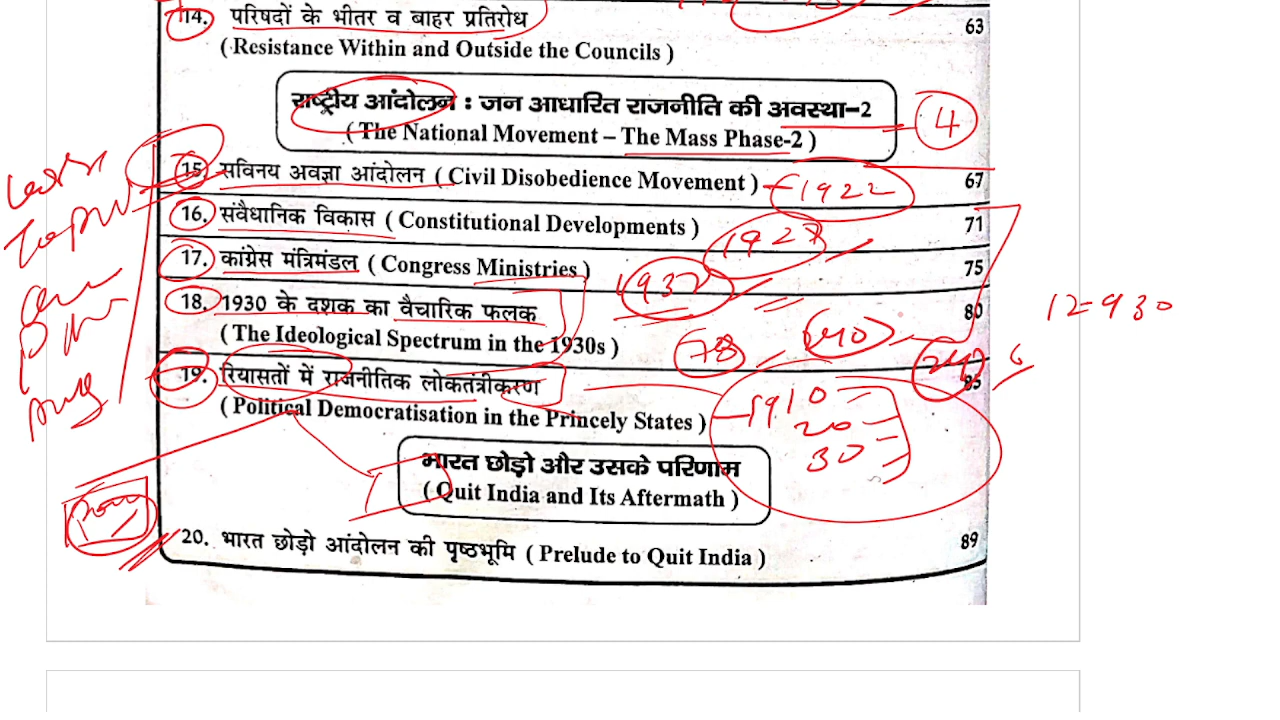 14. परिषदों के भीतर व बाहर प्रतिरोध 63
( Resistance Within and Outside the Councils )
राष्ट्रीय आंदोलन : जन आधारित राजनीति की अवस्था–2
( The National Movement – The Mass Phase-2 ) 4
15. सविनय अवज्ञा आंदोलन ( Civil Disobedience Movement ) 1922 67
16. संवैधानिक विकास ( Constitutional Developments ) 1927 71
17. कांग्रेस मंत्रिमंडल ( Congress Ministries ) 1937 75
18. 1930 के दशक का वैचारिक फलक 80
( The Ideological Spectrum in the 1930s )
12-930
19. रियासतों में राजनीतिक लोकतंत्रीकरण 85
( Political Democratisation in the Princely States ) 1910
20
30
भारत छोड़ो और उसके परिणाम
( Quit India and Its Aftermath )
20. भारत छोड़ो आंदोलन की पृष्ठभूमि ( Prelude to Quit India ) 89